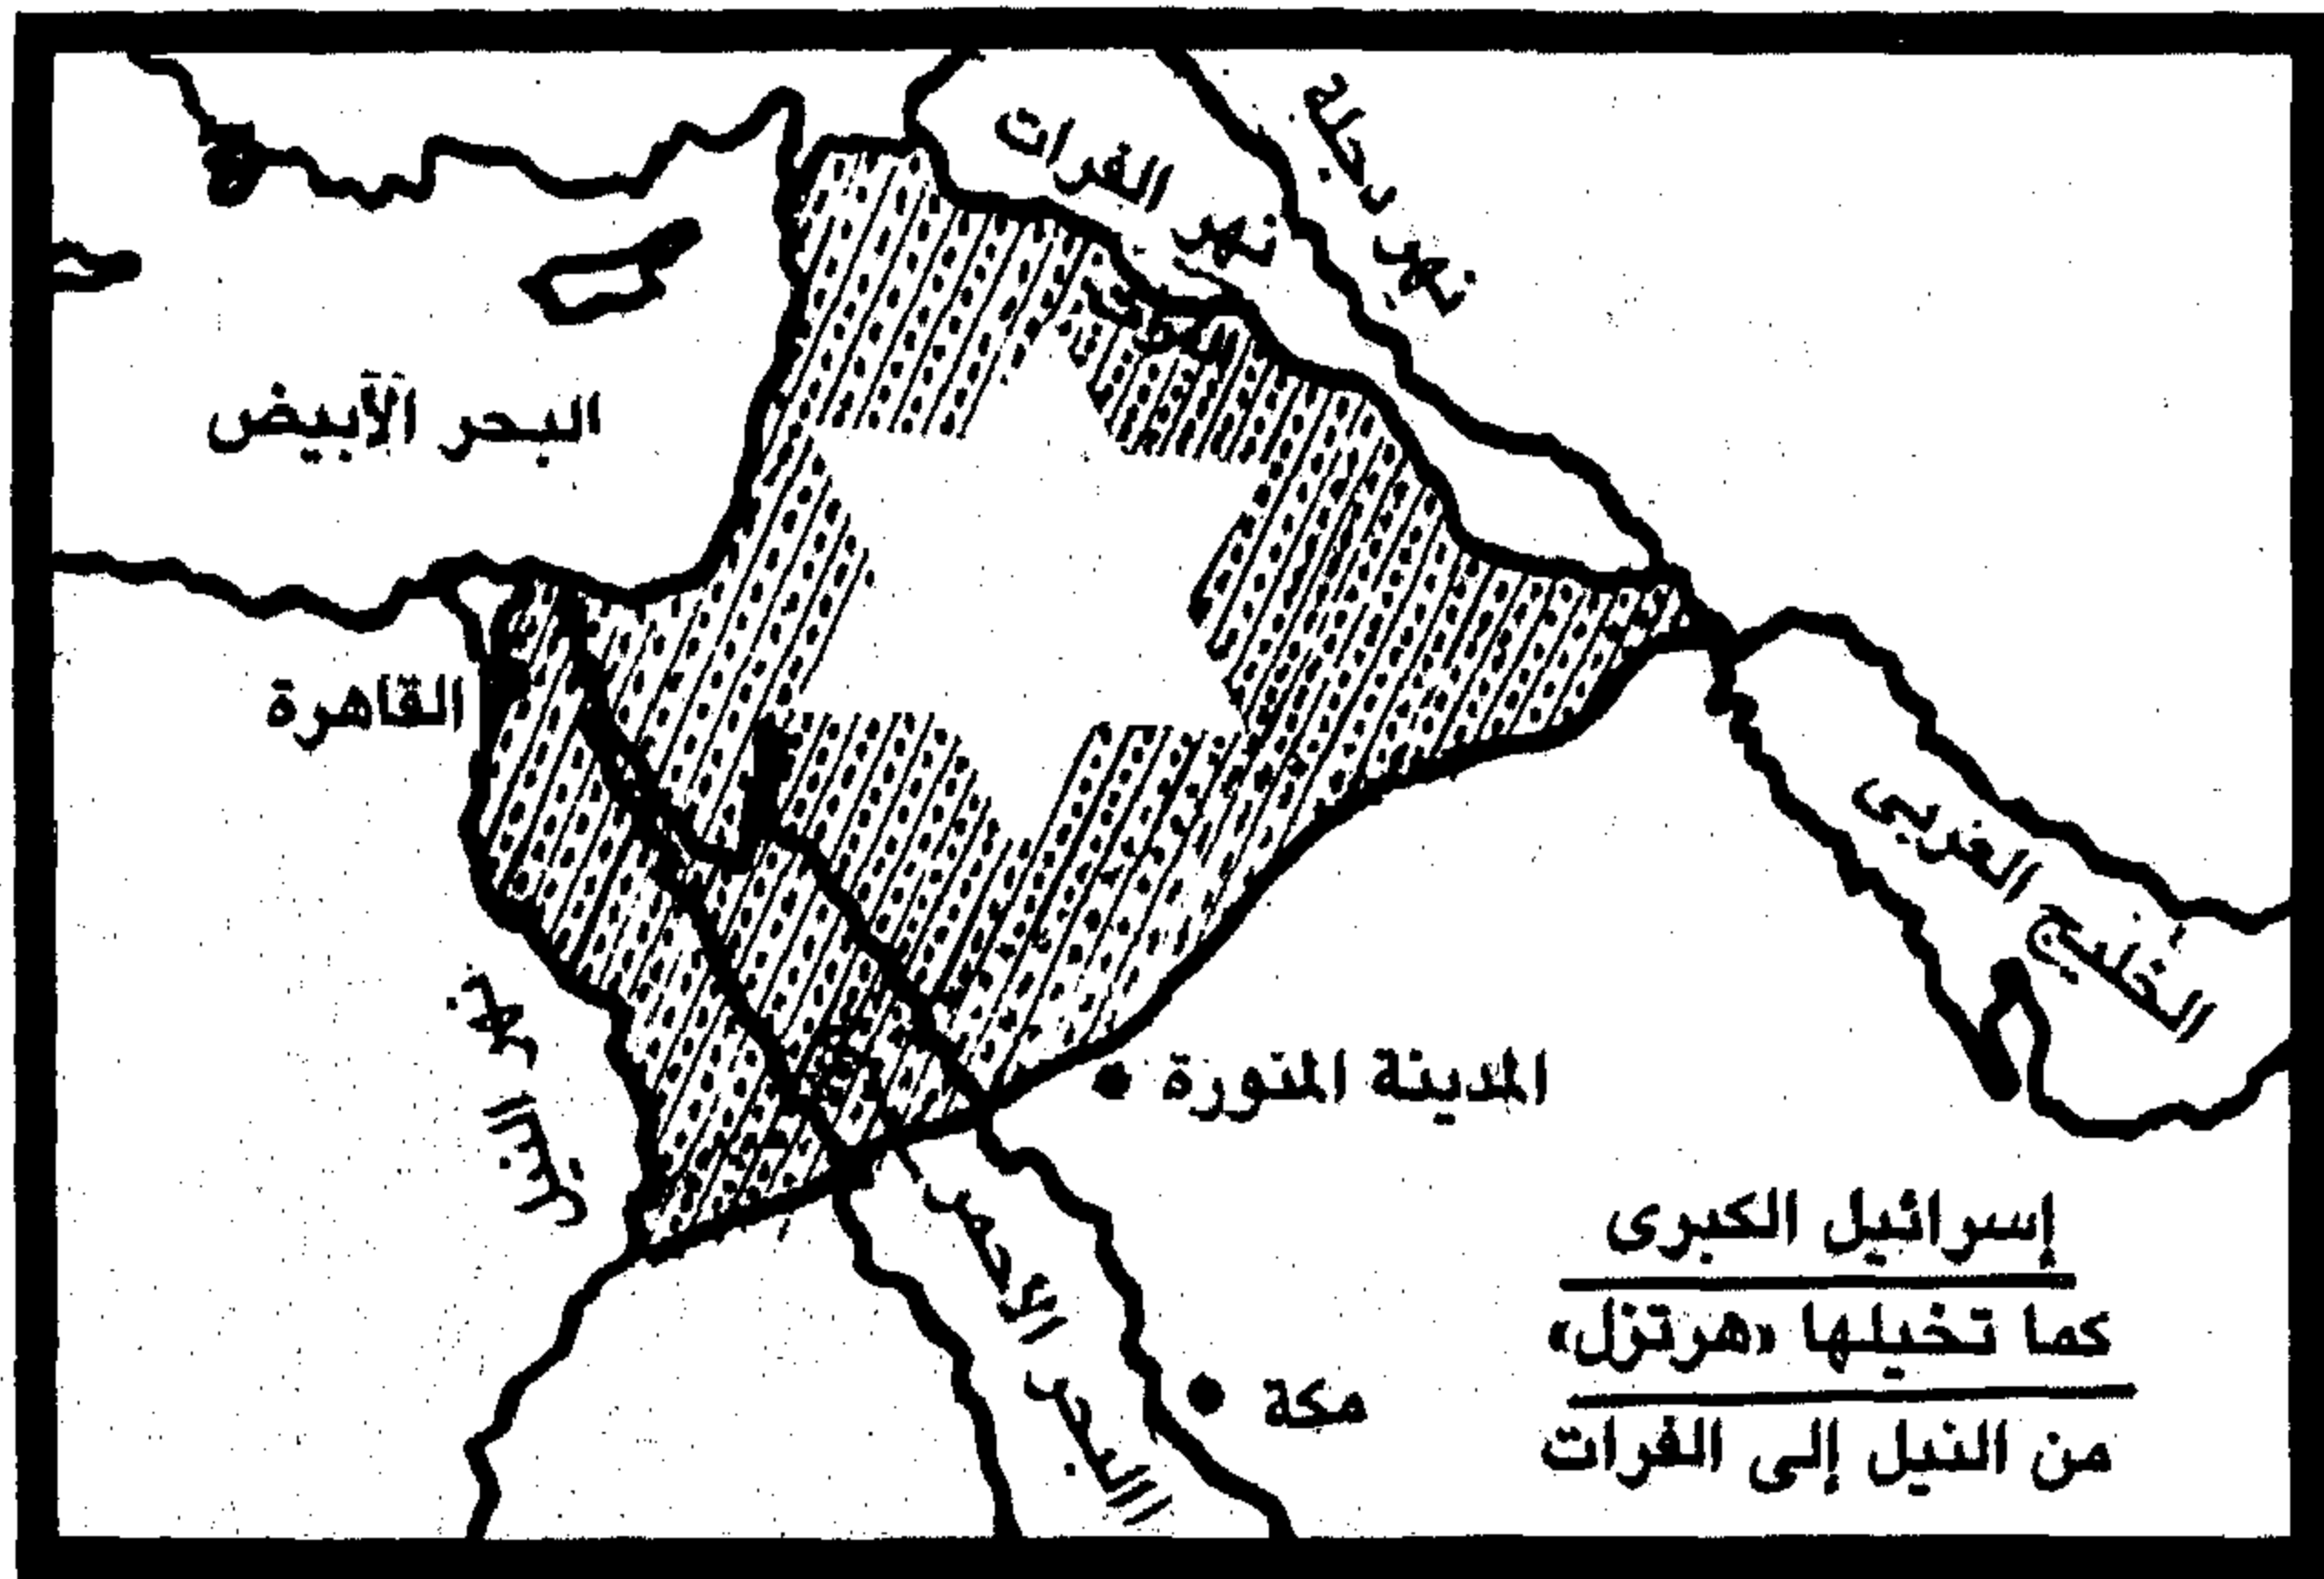 نهر دجلة
نهر الفرات
البحر الأبيض
القاهرة
نهر النيل
الخليج العربي
المدينة المنورة
البحر الأحمر
مكة
إسرائيل الكبرى
كما تخيلها «هرتزل»
من النيل إلى الفرات